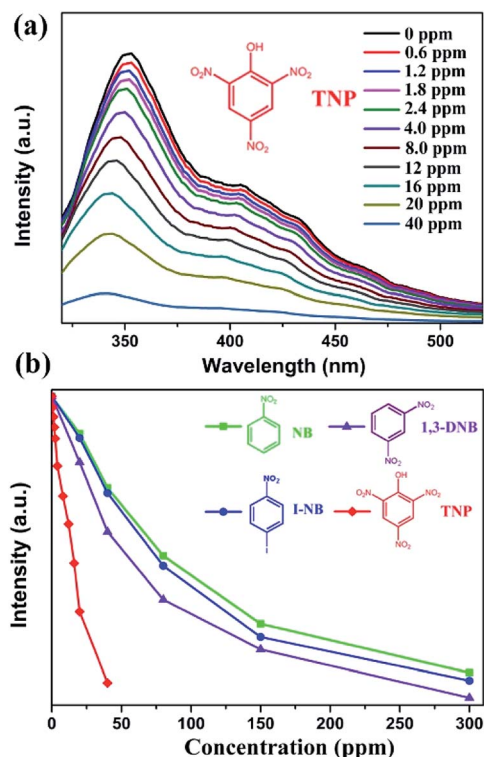 (a)
OH
O₂N
NO₂
NO₂
TNP
0 ppm
0.6 ppm
1.2 ppm
1.8 ppm
2.4 ppm
4.0 ppm
8.0 ppm
12 ppm
16 ppm
20 ppm
40 ppm
Intensity (a.u.)
350 400 450 500
Wavelength (nm)
(b)
NO₂
NB
NO₂
NO₂
1,3-DNB
NO₂
I
I-NB
OH
NO₂
NO₂
NO₂
TNP
Intensity (a.u.)
0 50 100 150 200 250 300
Concentration (ppm)